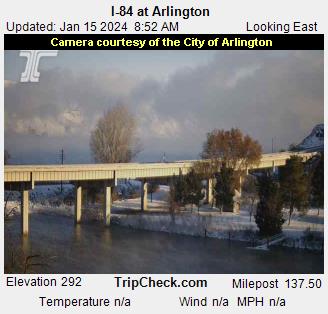 I-84 at Arlington
Updated: Jan 15 2024 8:52 AM Looking East
Camera courtesy of the City of Arlington
Elevation 292 TripCheck.com Milepost 137.50
Temperature n/a Wind n/a MPH n/a